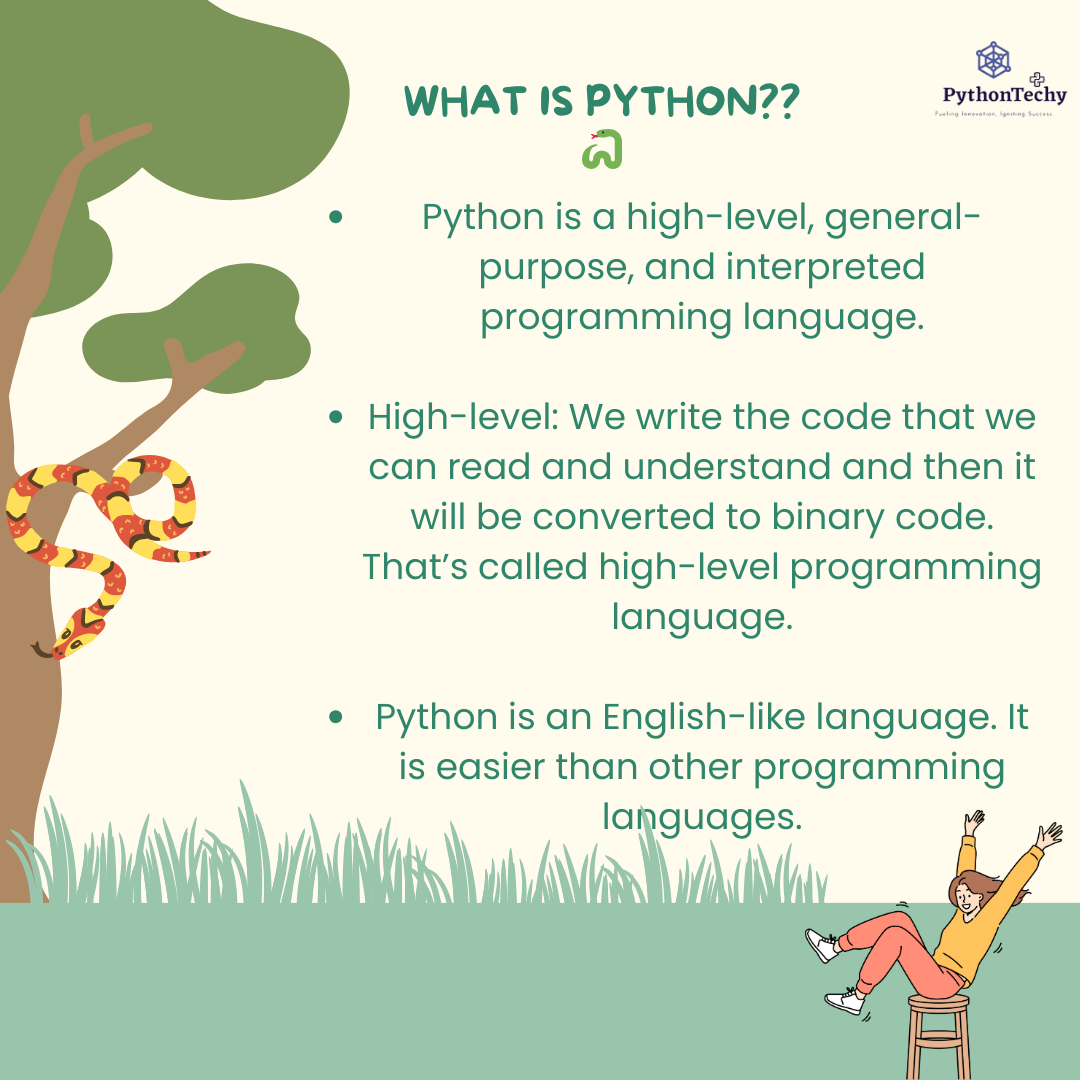 WHAT IS PYTHON??
PythonTechy
Fueling Innovation, Igniting Success
• Python is a high-level, general-
purpose, and interpreted
programming language.
• High-level: We write the code that we
can read and understand and then it
will be converted to binary code.
That’s called high-level programming
language.
• Python is an English-like language. It
is easier than other programming
languages.